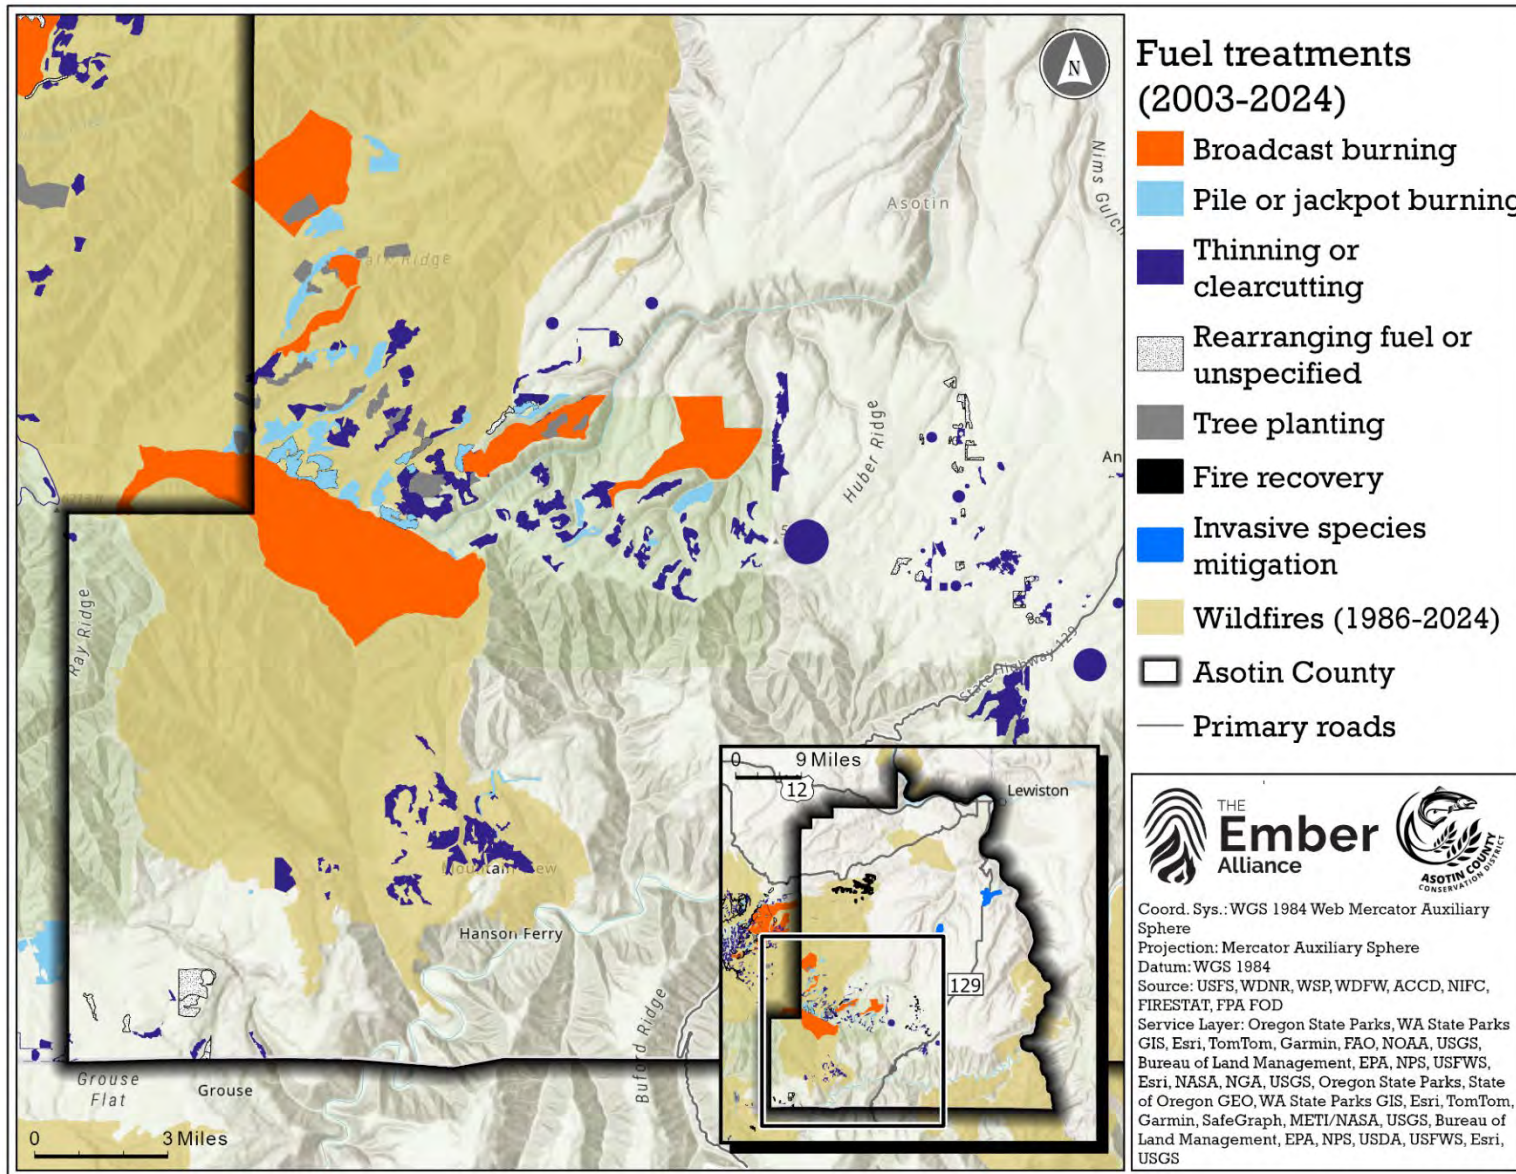 N
Asotin
Nims Gulch
Huber Ridge
An
Ray Ridge
State Highway 129
Hanson Ferry
Buford Ridge
Grouse
Flat
Grouse
0 3 Miles
0 9 Miles
12
Lewiston
129
Fuel treatments
(2003-2024)
Broadcast burning
Pile or jackpot burning
Thinning or
clearcutting
Rearranging fuel or
unspecified
Tree planting
Fire recovery
Invasive species
mitigation
Wildfires (1986-2024)
Asotin County
Primary roads
THE
Ember
Alliance
ASOTIN COUNTY
CONSERVATION DISTRICT
Coord. Sys.: WGS 1984 Web Mercator Auxiliary
Sphere
Projection: Mercator Auxiliary Sphere
Datum: WGS 1984
Source: USFS, WDNR, WSP, WDFW, ACCD, NIFC,
FIRESTAT, FPA FOD
Service Layer: Oregon State Parks, WA State Parks
GIS, Esri, TomTom, Garmin, FAO, NOAA, USGS,
Bureau of Land Management, EPA, NPS, USFWS,
Esri, NASA, NGA, USGS, Oregon State Parks, State
of Oregon GEO, WA State Parks GIS, Esri, TomTom,
Garmin, SafeGraph, METI/NASA, USGS, Bureau of
Land Management, EPA, NPS, USDA, USFWS, Esri,
USGS